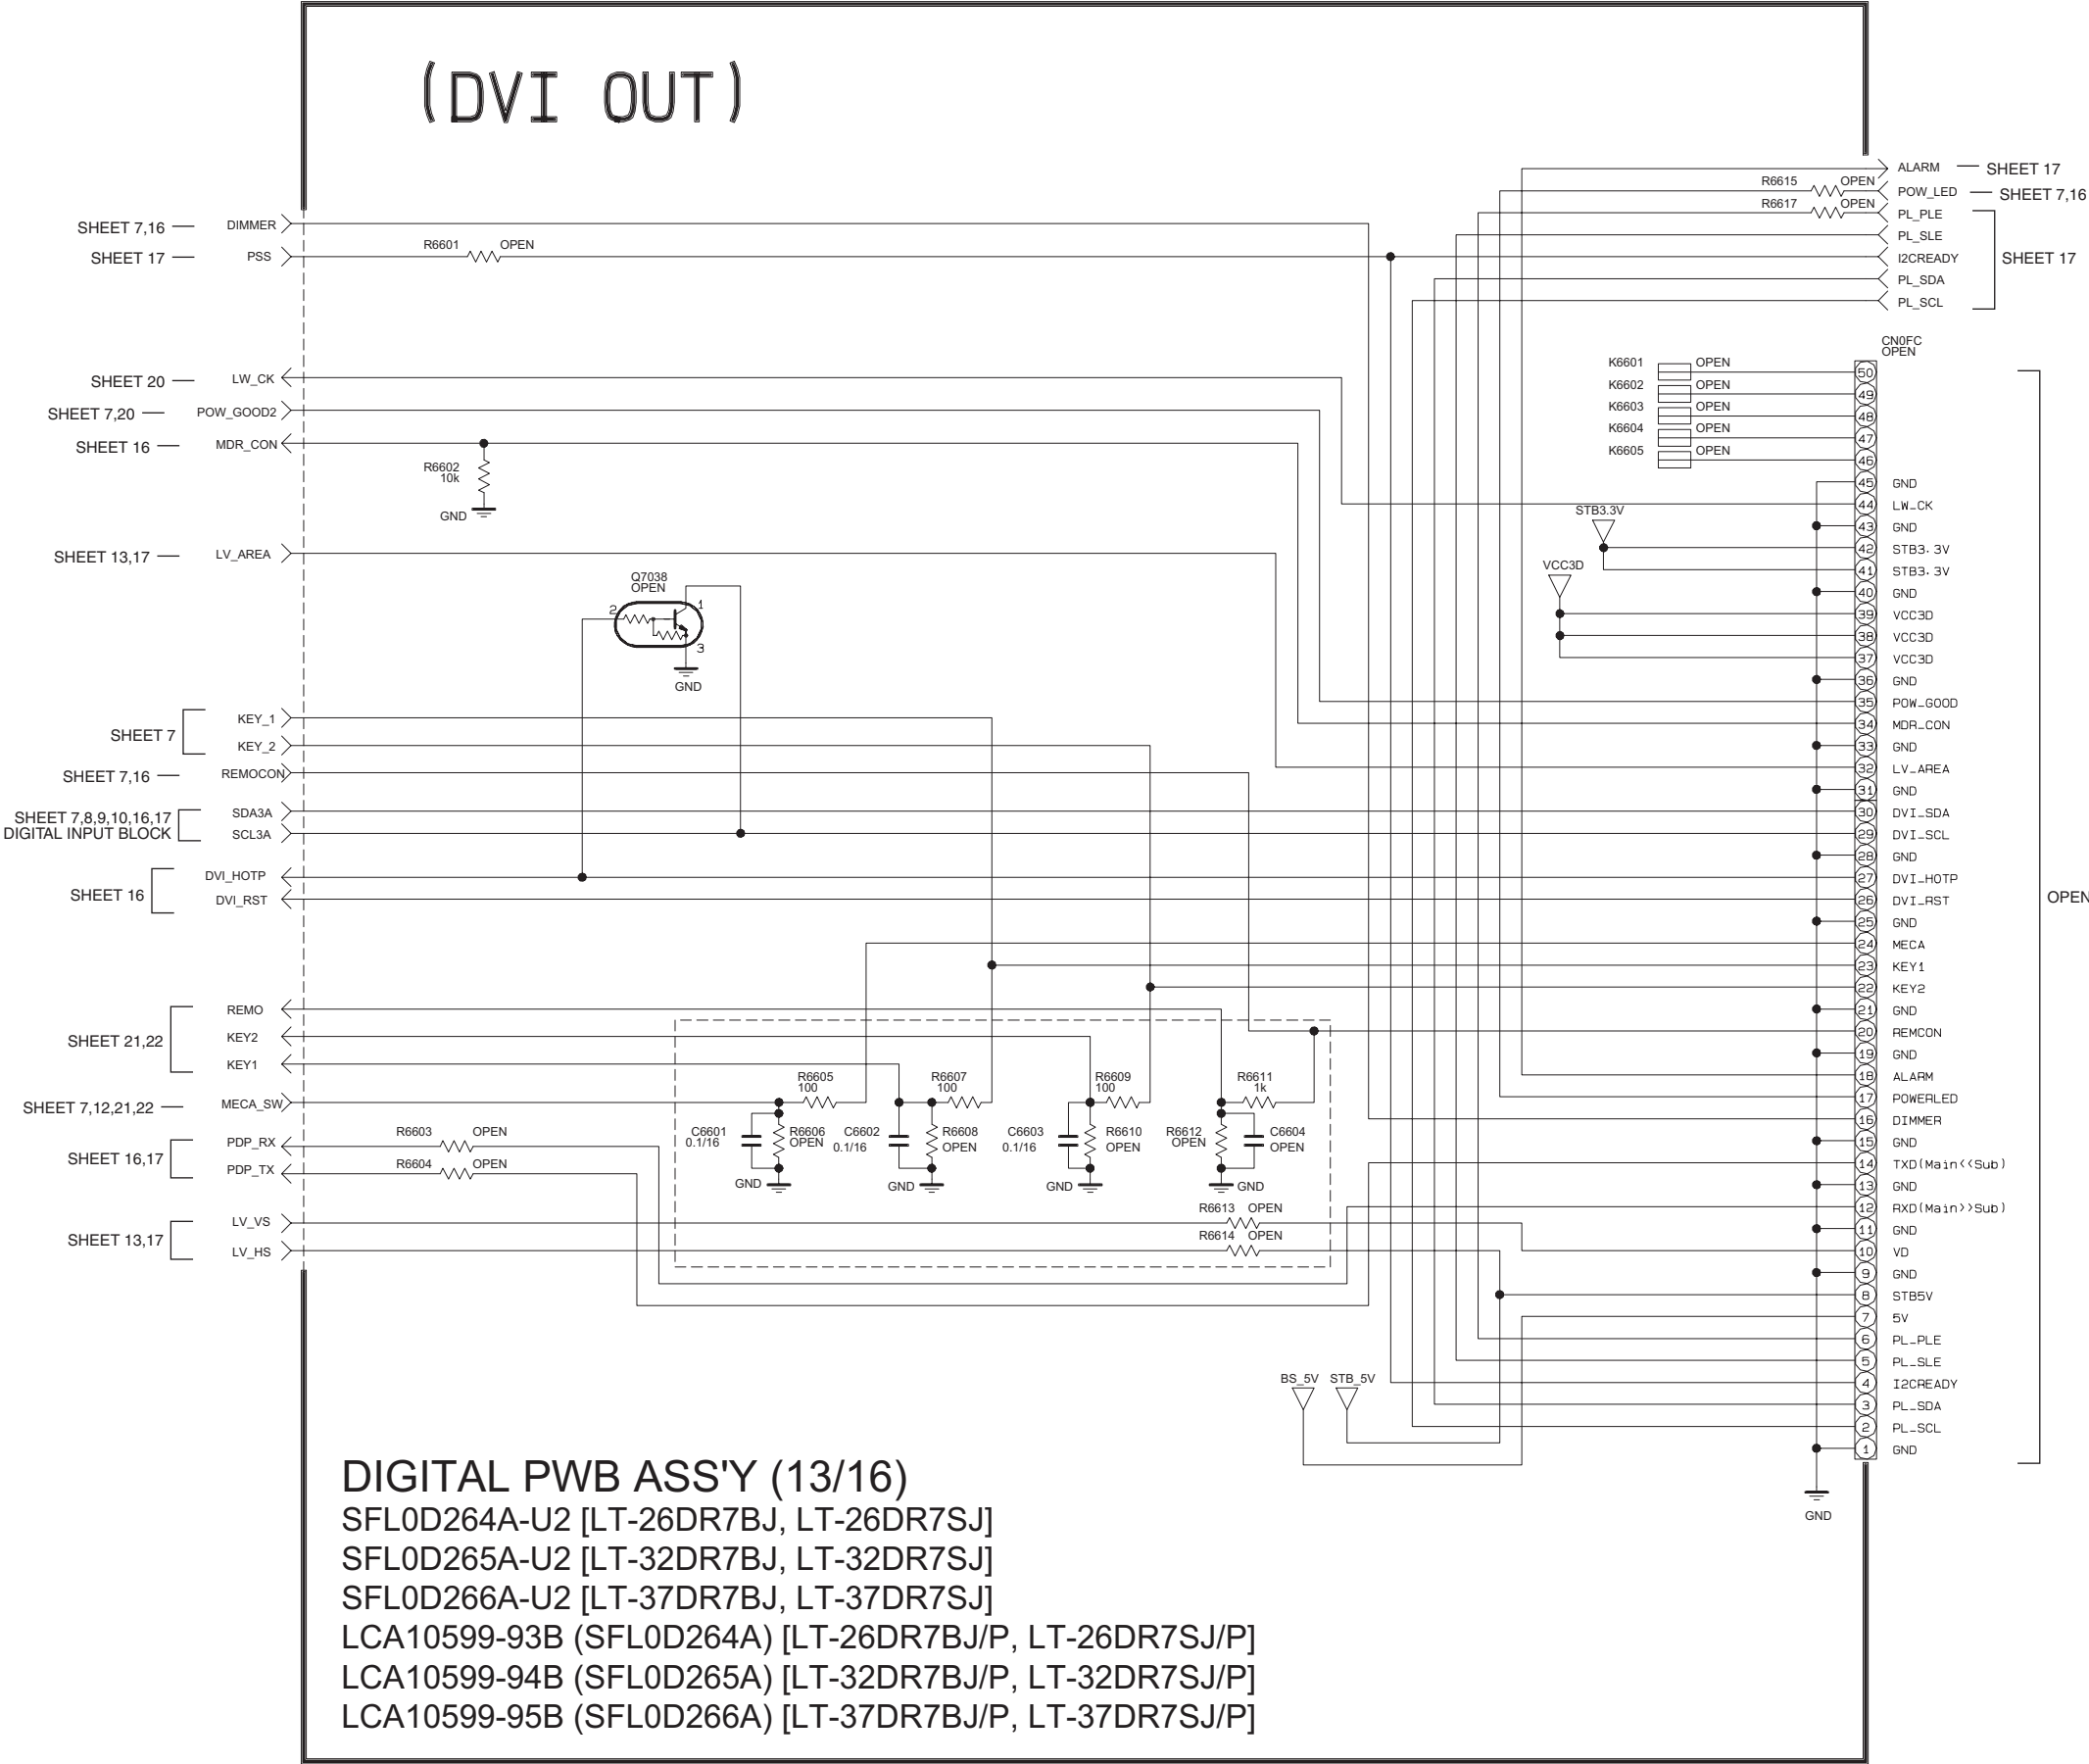 (DVI OUT)
ALARM — SHEET 17
R6615 OPEN POW_LED — SHEET 7,16
R6617 OPEN PL_PLE
PL_SLE
I2CREADY SHEET 17
PL_SDA
PL_SCL
SHEET 7,16 — DIMMER
SHEET 17 — PSS
R6601 OPEN
SHEET 20 — LW_CK
SHEET 7,20 — POW_GOOD2
SHEET 16 — MDR_CON
R6602
10k
GND
SHEET 13,17 — LV_AREA
Q7038
OPEN
2
1
3
GND
SHEET 7
KEY_1
KEY_2
SHEET 7,16 — REMOCON
SHEET 7,8,9,10,16,17
DIGITAL INPUT BLOCK
SDA3A
SCL3A
SHEET 16
DVI_HOTP
DVI_RST
SHEET 21,22
REMO
KEY2
KEY1
SHEET 7,12,21,22 — MECA_SW
SHEET 16,17
PDP_RX
PDP_TX
R6603 OPEN
R6604 OPEN
SHEET 13,17
LV_VS
LV_HS
R6605
100
R6607
100
R6609
100
R6611
1k
C6601
0.1/16
R6606
OPEN
C6602
0.1/16
R6608
OPEN
C6603
0.1/16
R6610
OPEN
R6612
OPEN
C6604
OPEN
GND
GND
GND
GND
R6613 OPEN
R6614 OPEN
K6601 OPEN
K6602 OPEN
K6603 OPEN
K6604 OPEN
K6605 OPEN
STB3.3V
VCC3D
BS_5V STB_5V
CN0FC
OPEN
50
49
48
47
46
45 GND
44 LW_CK
43 GND
42 STB3.3V
41 STB3.3V
40 GND
39 VCC3D
38 VCC3D
37 VCC3D
36 GND
35 POW_GOOD
34 MDR_CON
33 GND
32 LV_AREA
31 GND
30 DVI_SDA
29 DVI_SCL
28 GND
27 DVI_HOTP
26 DVI_RST
25 GND
24 MECA
23 KEY1
22 KEY2
21 GND
20 REMCON
19 GND
18 ALARM
17 POWERLED
16 DIMMER
15 GND
14 TXD(Main<<Sub)
13 GND
12 RXD(Main>>Sub)
11 GND
10 VD
9 GND
8 STB5V
7 5V
6 PL_PLE
5 PL_SLE
4 I2CREADY
3 PL_SDA
2 PL_SCL
1 GND
OPEN
GND
DIGITAL PWB ASS'Y (13/16)
SFL0D264A-U2 [LT-26DR7BJ, LT-26DR7SJ]
SFL0D265A-U2 [LT-32DR7BJ, LT-32DR7SJ]
SFL0D266A-U2 [LT-37DR7BJ, LT-37DR7SJ]
LCA10599-93B (SFL0D264A) [LT-26DR7BJ/P, LT-26DR7SJ/P]
LCA10599-94B (SFL0D265A) [LT-32DR7BJ/P, LT-32DR7SJ/P]
LCA10599-95B (SFL0D266A) [LT-37DR7BJ/P, LT-37DR7SJ/P]